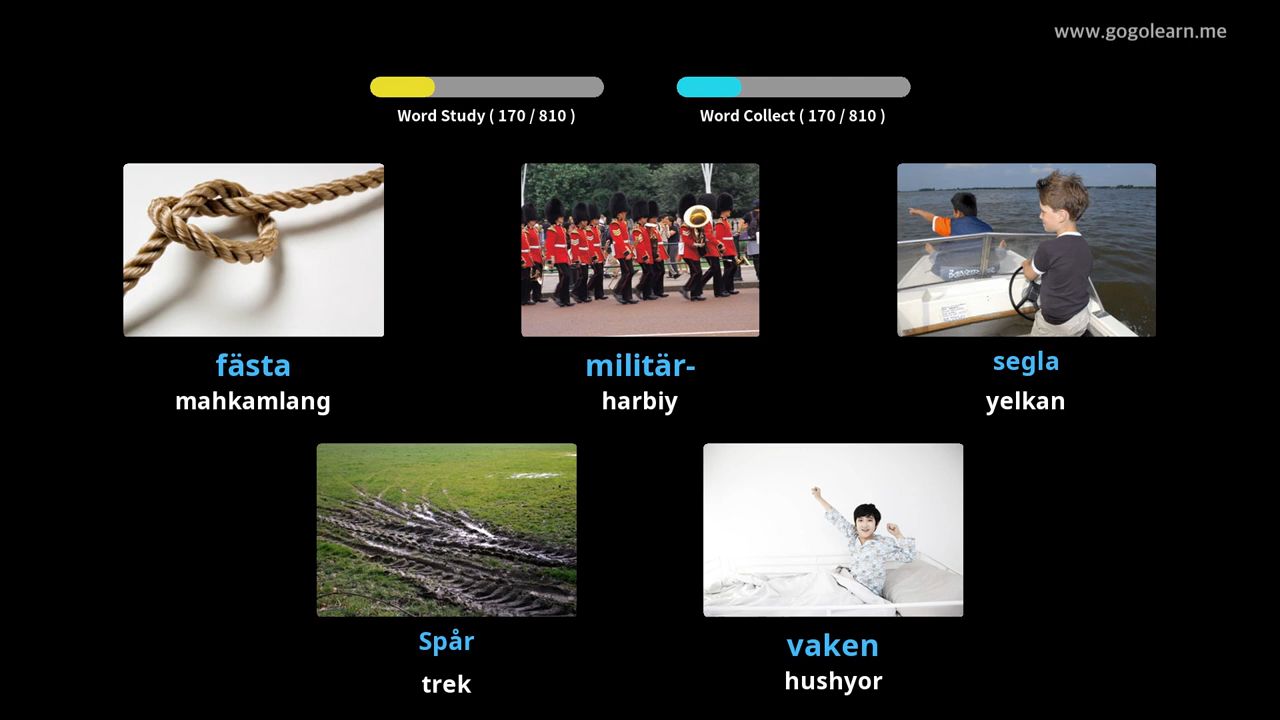 www.gogolearn.me
Word Study ( 170 / 810 )
Word Collect ( 170 / 810 )
fästa
mahkamlang
militär-
harbiy
segla
yelkan
Spår
trek
vaken
hushyor